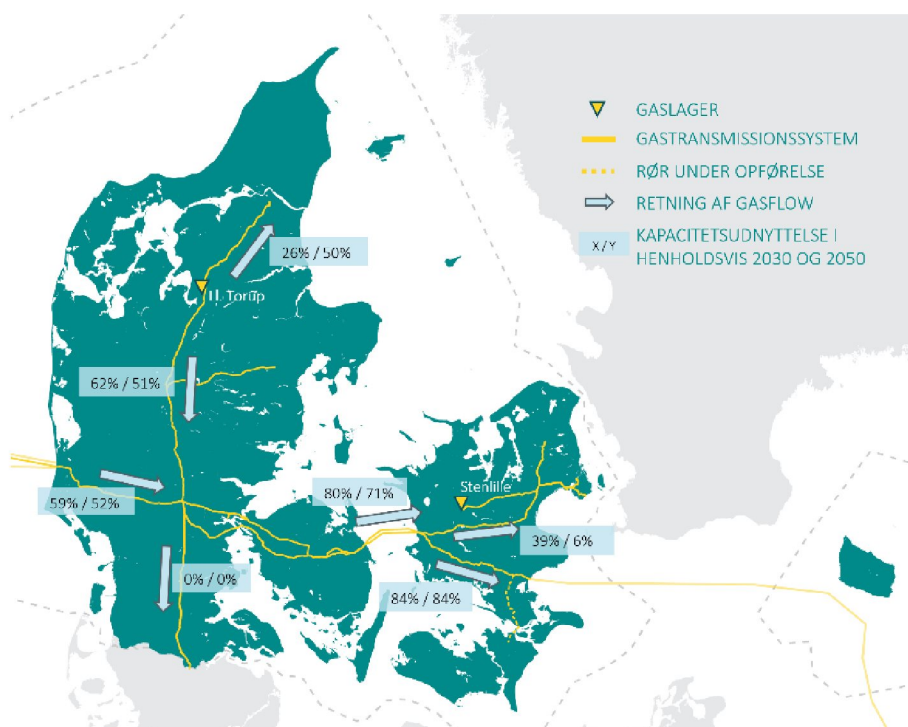 GASLAGER
GASTRANSMISSIONSSYSTEM
RØR UNDER OPFØRELSE
RETNING AF GASFLOW
X / Y
KAPACITETSUDNYTTELSE I
HENHOLDSVIS 2030 OG 2050
26% / 50%
Ll. Torup
62% / 51%
59% / 52%
0% / 0%
80% / 71%
Stenlille
39% / 6%
84% / 84%